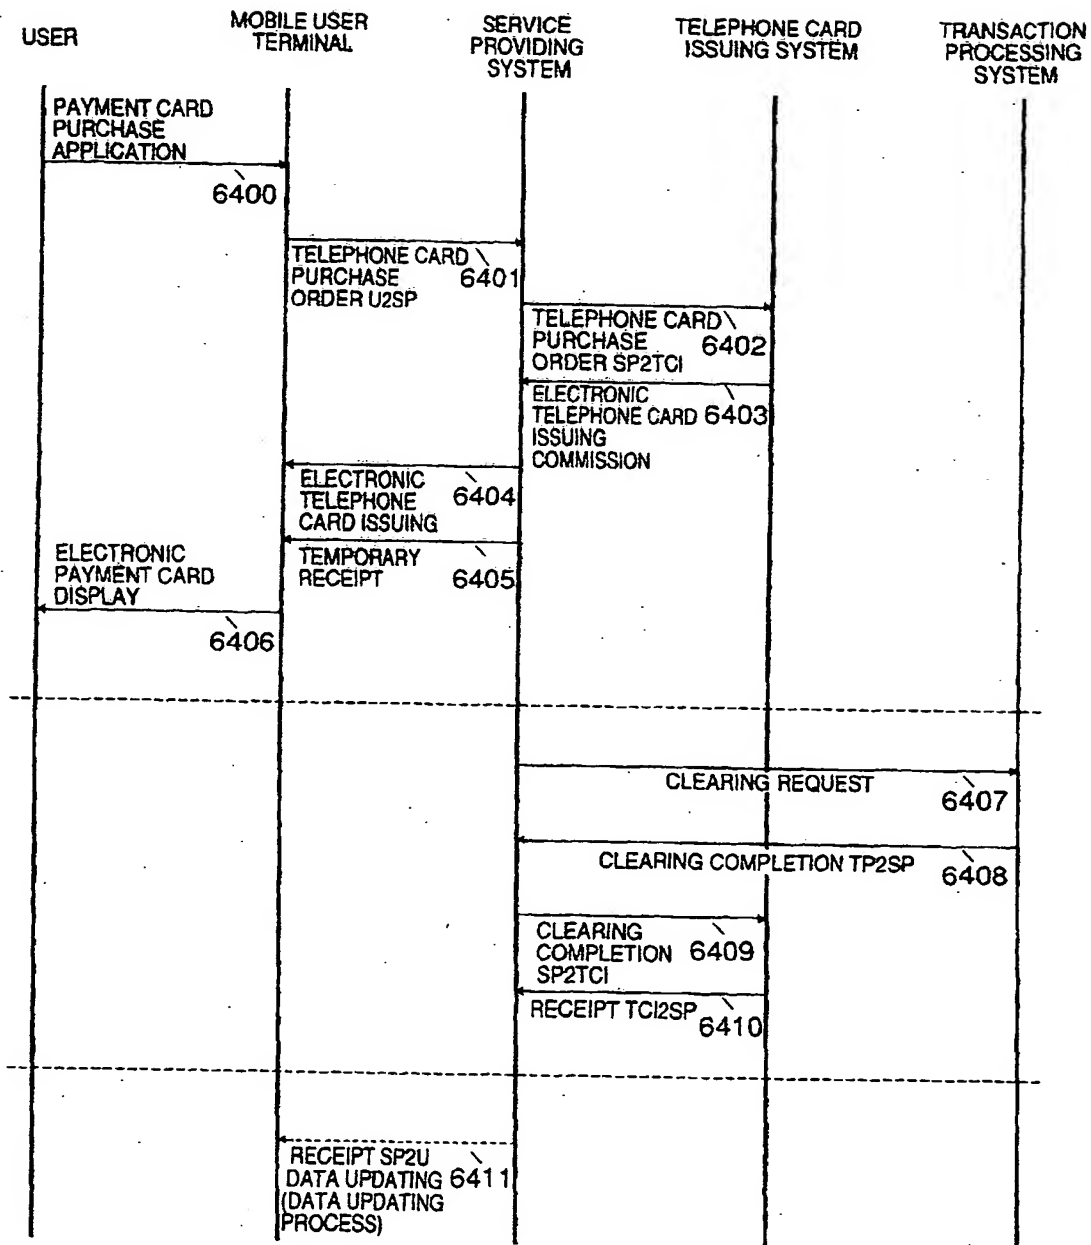 USER
MOBILE USER
TERMINAL
SERVICE
PROVIDING
SYSTEM
TELEPHONE CARD
ISSUING SYSTEM
TRANSACTION
PROCESSING
SYSTEM
PAYMENT CARD
PURCHASE
APPLICATION
6400
TELEPHONE CARD
PURCHASE
ORDER U2SP
6401
TELEPHONE CARD
PURCHASE
ORDER SP2TCI
6402
ELECTRONIC
TELEPHONE CARD
ISSUING
COMMISSION
6403
ELECTRONIC
TELEPHONE
CARD ISSUING
6404
TEMPORARY
RECEIPT
6405
ELECTRONIC
PAYMENT CARD
DISPLAY
6406
CLEARING REQUEST
6407
CLEARING COMPLETION TP2SP
6408
CLEARING
COMPLETION
SP2TCI
6409
RECEIPT TCI2SP
6410
RECEIPT SP2U
DATA UPDATING
(DATA UPDATING
PROCESS)
6411